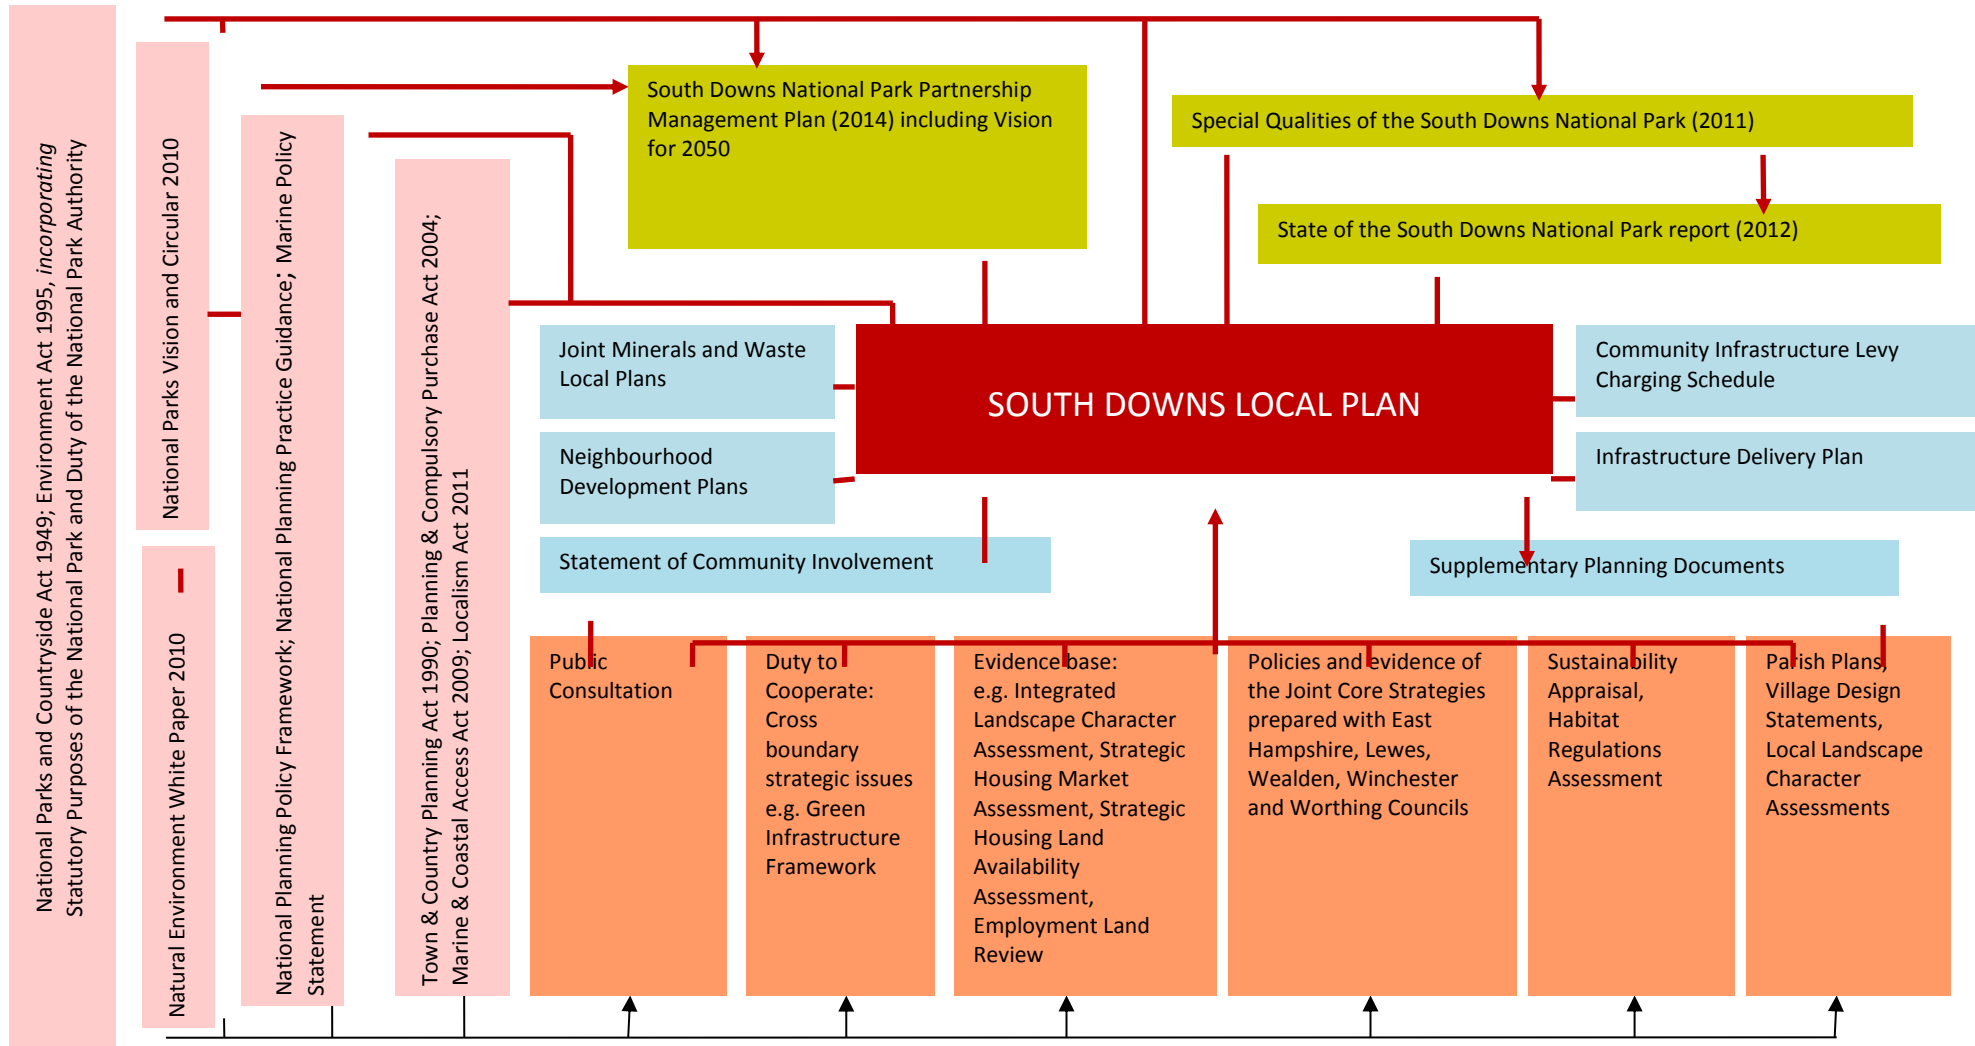 National Parks and Countryside Act 1949; Environment Act 1995, incorporating
Statutory Purposes of the National Park and Duty of the National Park Authority
National Parks Vision and Circular 2010
Natural Environment White Paper 2010
National Planning Policy Framework; National Planning Practice Guidance; Marine Policy
Statement
Town & Country Planning Act 1990; Planning & Compulsory Purchase Act 2004;
Marine & Coastal Access Act 2009; Localism Act 2011
South Downs National Park Partnership
Management Plan (2014) including Vision
for 2050
Special Qualities of the South Downs National Park (2011)
State of the South Downs National Park report (2012)
Joint Minerals and Waste
Local Plans
Neighbourhood
Development Plans
Statement of Community Involvement
SOUTH DOWNS LOCAL PLAN
Community Infrastructure Levy
Charging Schedule
Infrastructure Delivery Plan
Supplementary Planning Documents
Public
Consultation
Duty to
Cooperate:
Cross
boundary
strategic issues
e.g. Green
Infrastructure
Framework
Evidence base:
e.g. Integrated
Landscape Character
Assessment, Strategic
Housing Market
Assessment, Strategic
Housing Land
Availability
Assessment,
Employment Land
Review
Policies and evidence of
the Joint Core Strategies
prepared with East
Hampshire, Lewes,
Wealden, Winchester
and Worthing Councils
Sustainability
Appraisal,
Habitat
Regulations
Assessment
Parish Plans,
Village Design
Statements,
Local Landscape
Character
Assessments